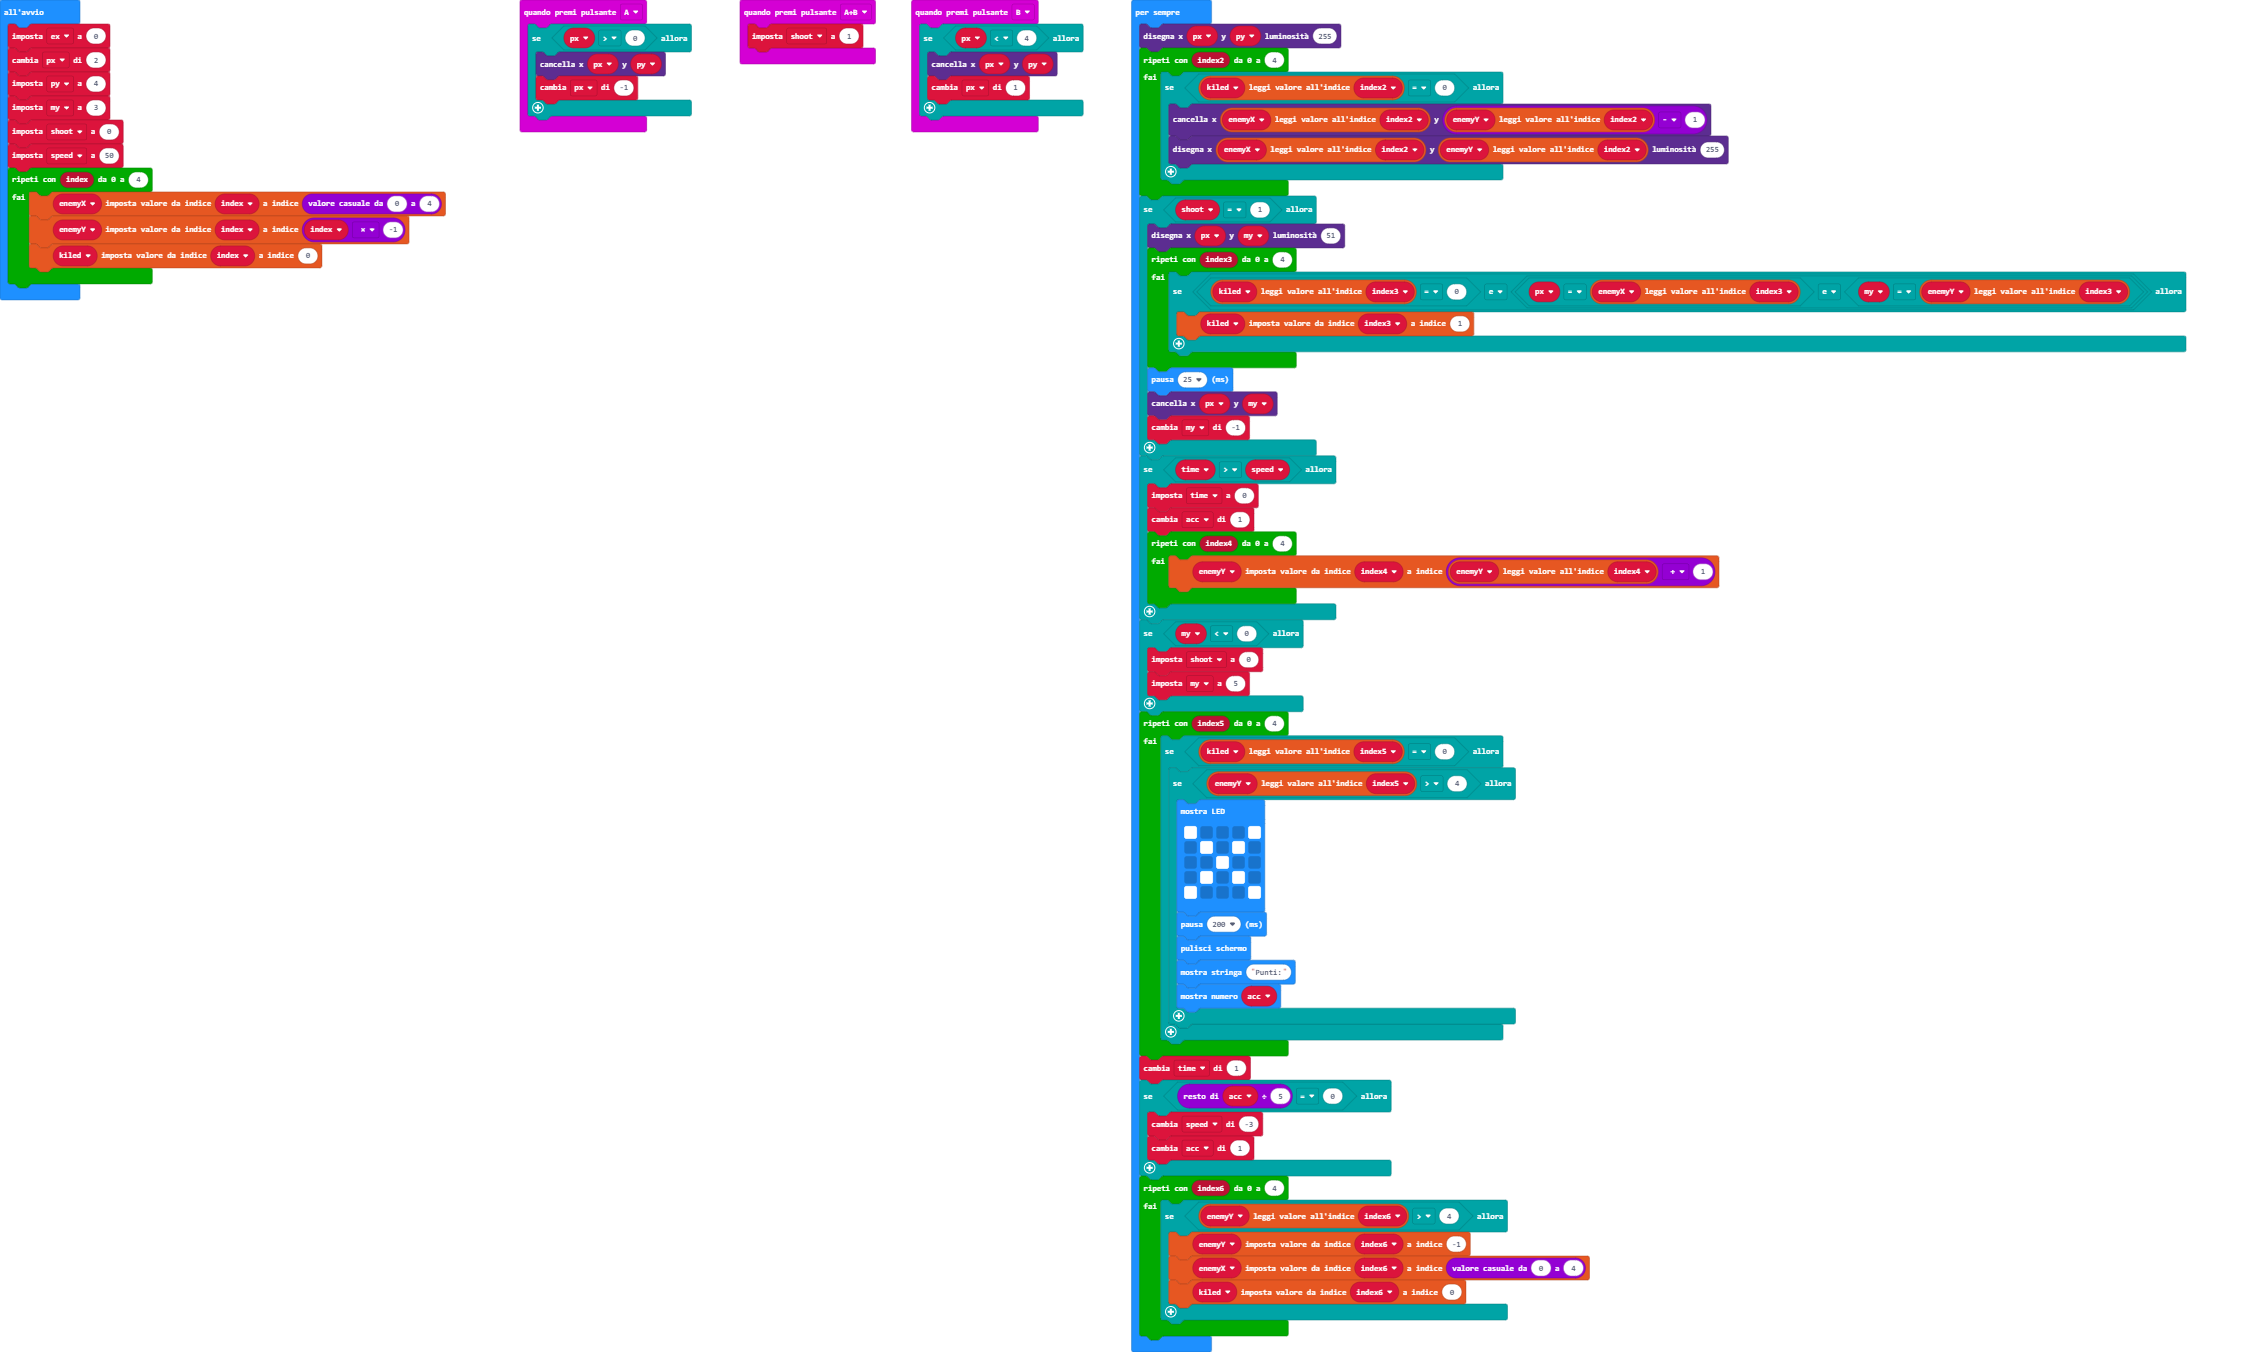 all'avvio
imposta ex a 0
cambia px di 2
imposta py a 4
imposta my a 3
imposta shoot a 0
imposta speed a 50
ripeti con index da 0 a 4
fai
enemyX imposta valore da indice index a indice valore casuale da 0 a 4
enemyY imposta valore da indice index a indice index × -1
kiled imposta valore da indice index a indice 0
quando premi pulsante A
se px > 0 allora
cancella x px y py
cambia px di -1
quando premi pulsante A+B
imposta shoot a 1
quando premi pulsante B
se px < 4 allora
cancella x px y py
cambia px di 1
per sempre
disegna x px y py luminosità 255
ripeti con index2 da 0 a 4
fai
se kiled leggi valore all'indice index2 = 0 allora
cancella x enemyX leggi valore all'indice index2 y enemyY leggi valore all'indice index2 - 1
disegna x enemyX leggi valore all'indice index2 y enemyY leggi valore all'indice index2 luminosità 255
se shoot = 1 allora
disegna x px y my luminosità 51
ripeti con index3 da 0 a 4
fai
se kiled leggi valore all'indice index3 = 0 e px = enemyX leggi valore all'indice index3 e my = enemyY leggi valore all'indice index3 allora
kiled imposta valore da indice index3 a indice 1
pausa 25 (ms)
cancella x px y my
cambia my di -1
se time > speed allora
imposta time a 0
cambia acc di 1
ripeti con index4 da 0 a 4
fai
enemyY imposta valore da indice index4 a indice enemyY leggi valore all'indice index4 + 1
se my < 0 allora
imposta shoot a 0
imposta my a 5
ripeti con index5 da 0 a 4
fai
se kiled leggi valore all'indice index5 = 0 allora
se enemyY leggi valore all'indice index5 > 4 allora
mostra LED
pausa 200 (ms)
pulisci schermo
mostra stringa "Punti:"
mostra numero acc
cambia time di 1
se resto di acc ÷ 5 = 0 allora
cambia speed di -3
cambia acc di 1
ripeti con index6 da 0 a 4
fai
se enemyY leggi valore all'indice index6 > 4 allora
enemyY imposta valore da indice index6 a indice -1
enemyX imposta valore da indice index6 a indice valore casuale da 0 a 4
kiled imposta valore da indice index6 a indice 0